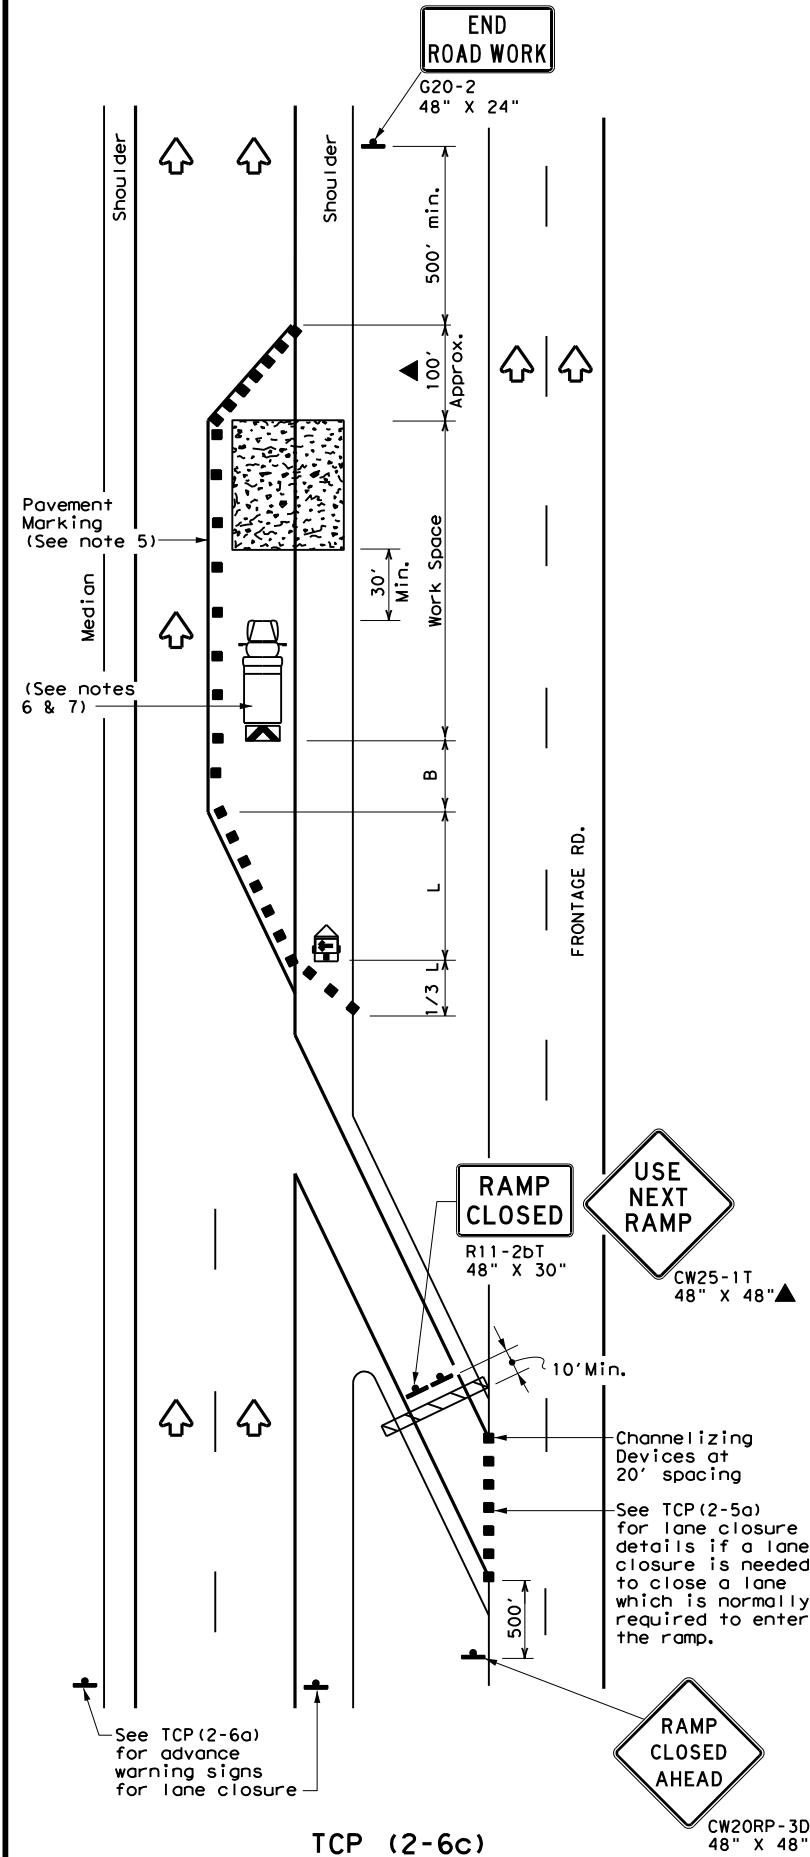 END
ROAD WORK
G20-2
48" X 24"
Shoulder
Shoulder
500' min.
100'
Approx.
Pavement
Marking
(See note 5)
Work Space
30'
Min.
Median
(See notes
6 & 7)
B
L
FRONTAGE RD.
1/3 L
RAMP
CLOSED
R11-2bT
48" X 30"
USE
NEXT
RAMP
CW25-1T
48" X 48"
10'Min.
Channelizing
Devices at
20' spacing
See TCP(2-5a)
for lane closure
details if a lane
closure is needed
to close a lane
which is normally
required to enter
the ramp.
500'
See TCP(2-6a)
for advance
warning signs
for lane closure
RAMP
CLOSED
AHEAD
CW20RP-3D
48" X 48"
TCP (2-6c)